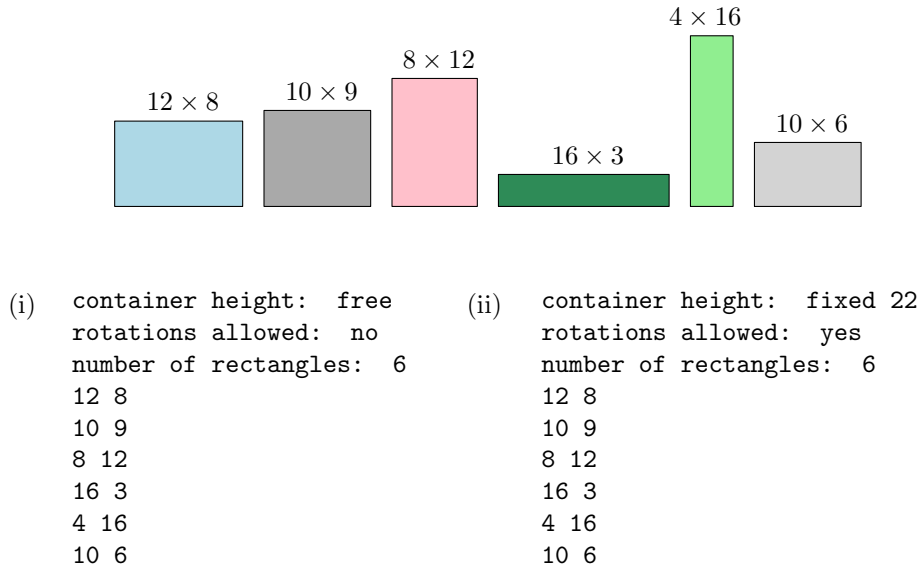 4 × 16
8 × 12
12 × 8
10 × 9
10 × 6
16 × 3
(i)
container height: free
rotations allowed: no
number of rectangles: 6
12 8
10 9
8 12
16 3
4 16
10 6
(ii)
container height: fixed 22
rotations allowed: yes
number of rectangles: 6
12 8
10 9
8 12
16 3
4 16
10 6